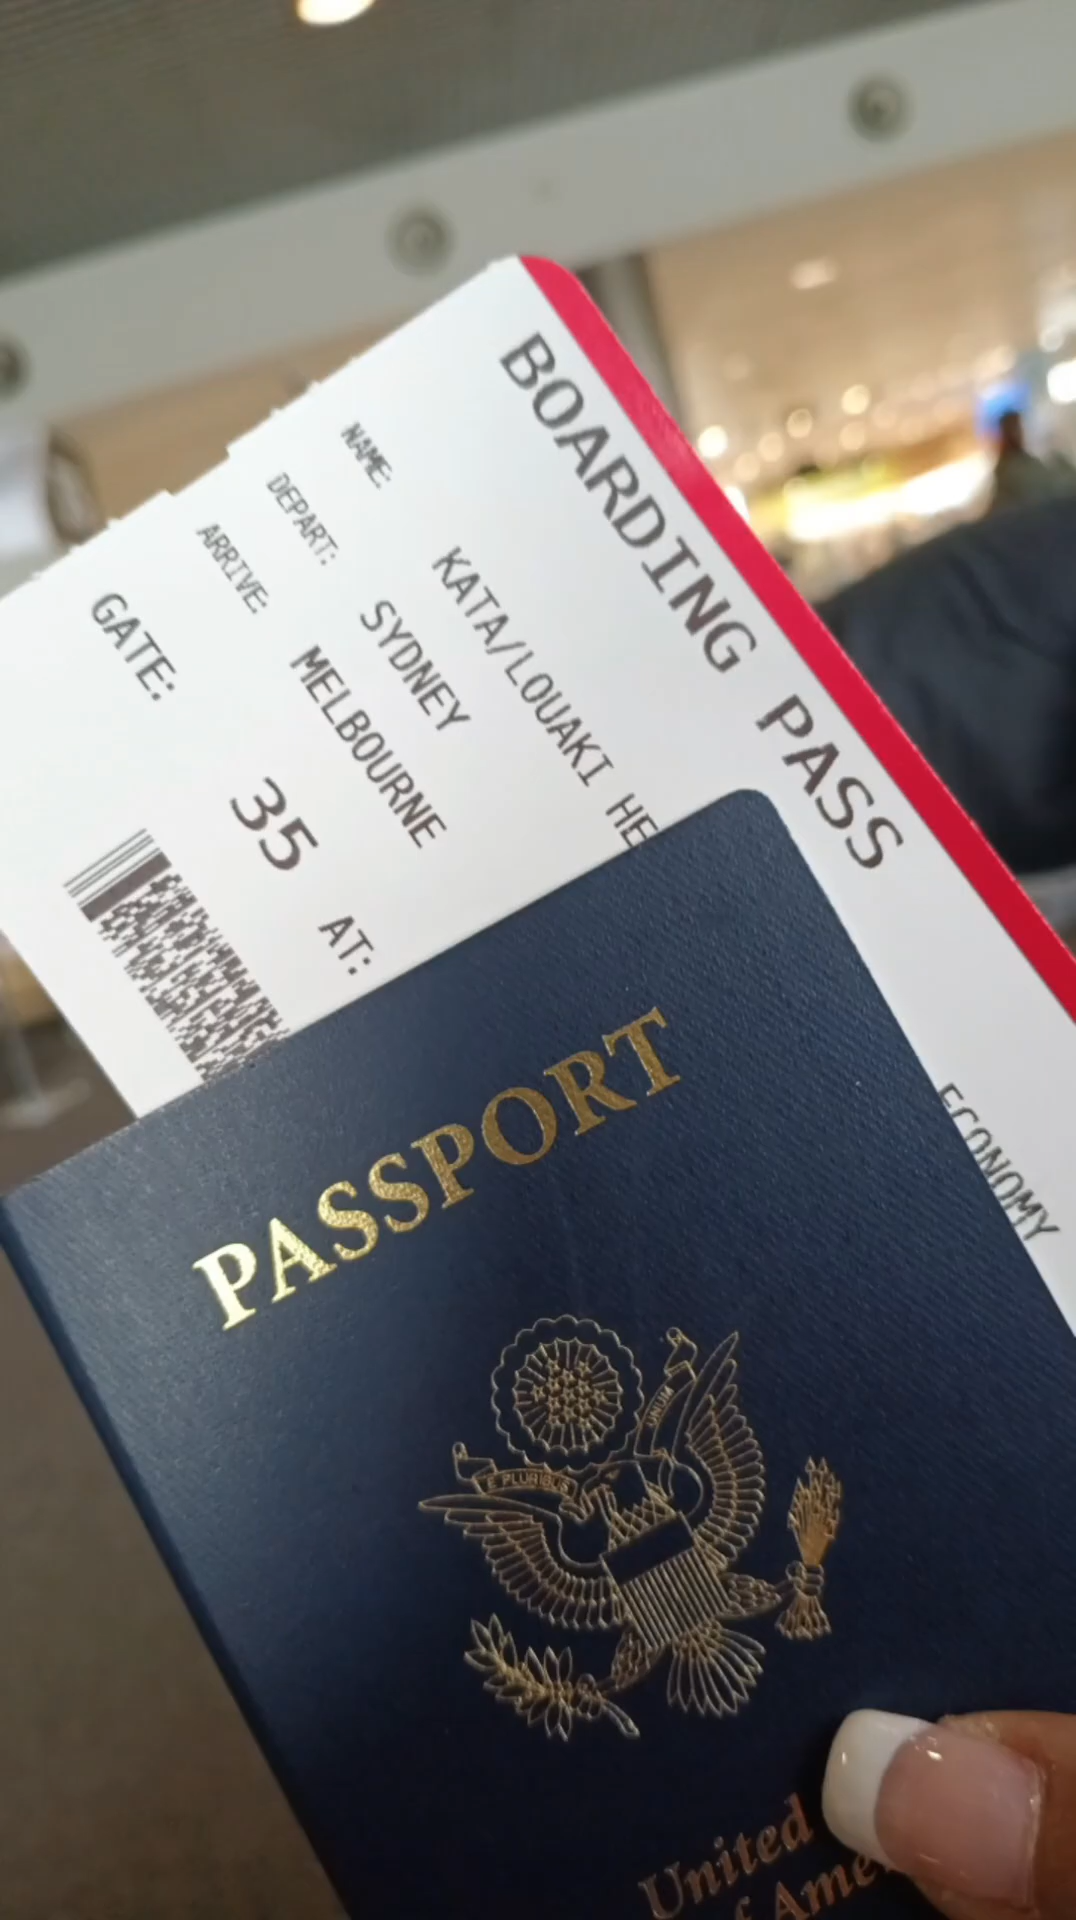 BOARDING PASS
NAME: KATA/LOUAKI HE
DEPART: SYDNEY
ARRIVE: MELBOURNE
GATE: 35 AT:
ECONOMY
PASSPORT
E PLURIBUS UNUM
United
of Ame